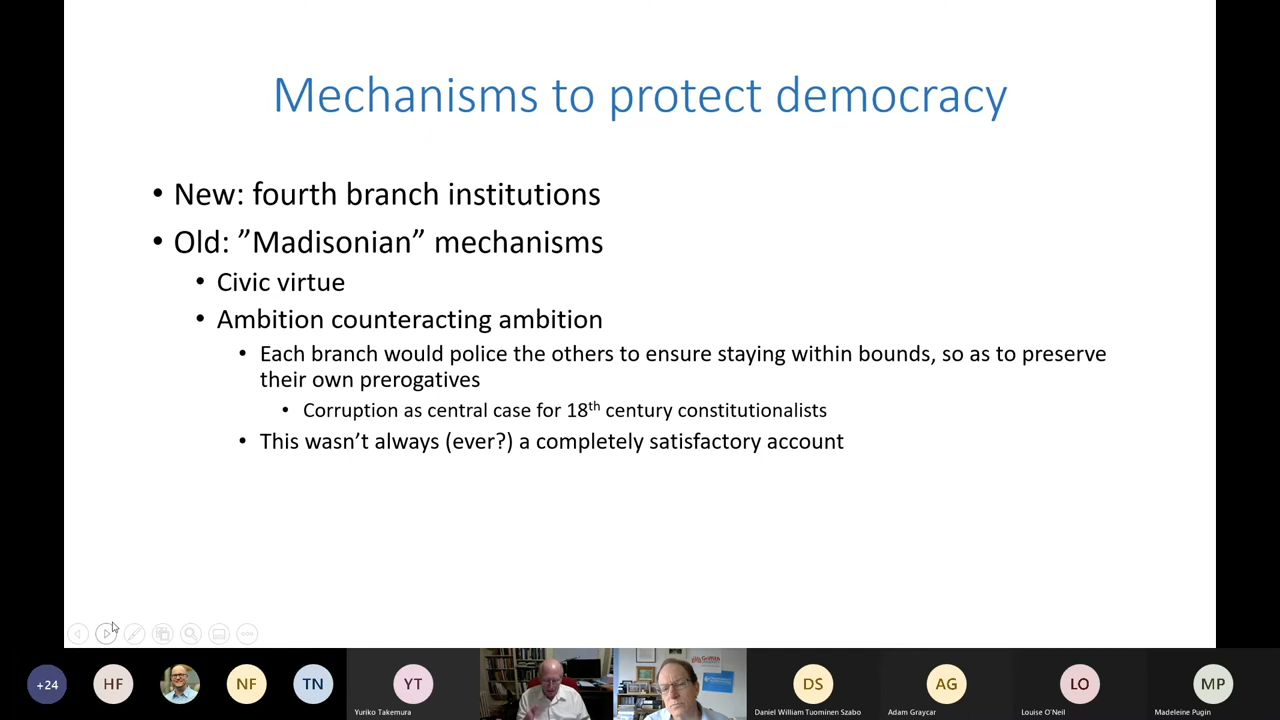 Mechanisms to protect democracy
• New: fourth branch institutions
• Old: ”Madisonian” mechanisms
• Civic virtue
• Ambition counteracting ambition
• Each branch would police the others to ensure staying within bounds, so as to preserve
their own prerogatives
• Corruption as central case for 18th century constitutionalists
• This wasn’t always (ever?) a completely satisfactory account
+24
HF
NF
TN
YT
Yuriko Takemura
Griffith
DS
Daniel William Tuominen Szabo
AG
Adam Graycar
LO
Louise O'Neil
MP
Madeleine Pugin